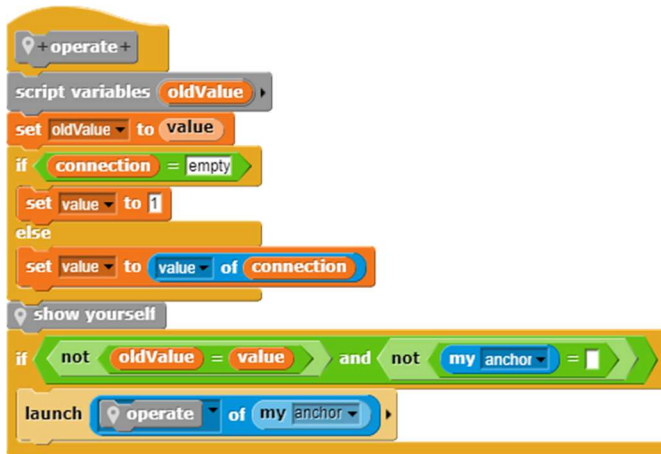 +operate+
script variables oldValue
set oldValue to value
if connection = empty
set value to 1
else
set value to value of connection
show yourself
if not oldValue = value and not my anchor =
launch operate of my anchor